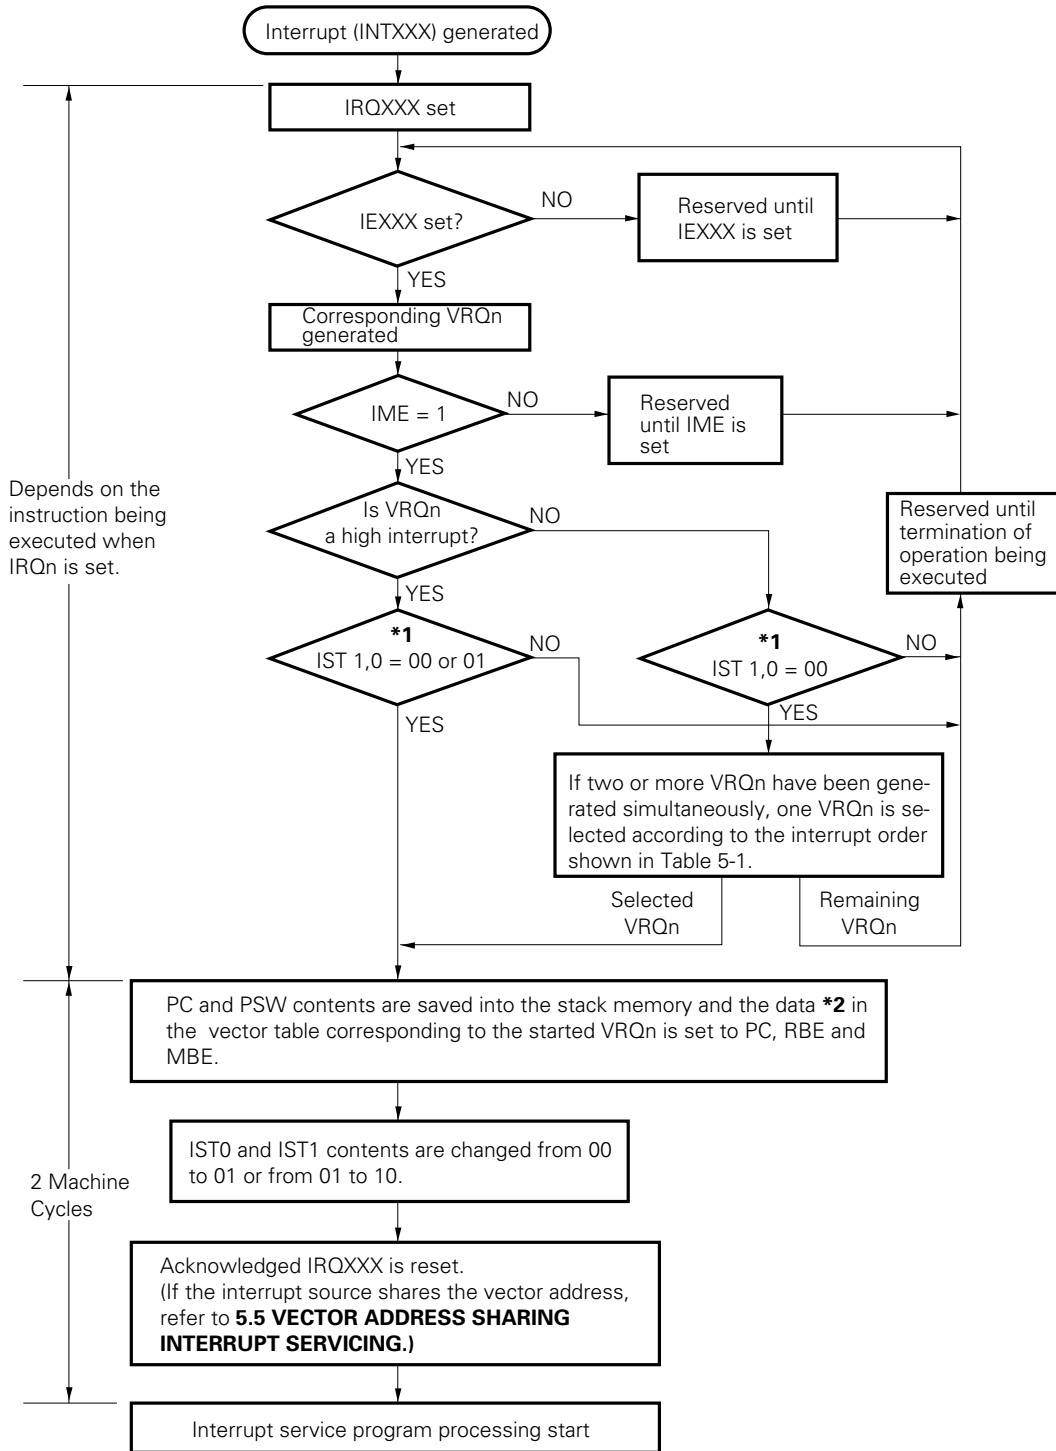 Interrupt (INTXXX) generated
IRQXXX set
IEXXX set?
NO
Reserved until
IEXXX is set
YES
Corresponding VRQn
generated
IME = 1
NO
Reserved
until IME is
set
YES
Depends on the
instruction being
executed when
IRQn is set.
Is VRQn
a high interrupt?
NO
Reserved until
termination of
operation being
executed
YES
*1
IST 1,0 = 00 or 01
NO
*1
IST 1,0 = 00
NO
YES
YES
If two or more VRQn have been gene-
rated simultaneously, one VRQn is se-
lected according to the interrupt order
shown in Table 5-1.
Selected
VRQn
Remaining
VRQn
PC and PSW contents are saved into the stack memory and the data *2 in
the vector table corresponding to the started VRQn is set to PC, RBE and
MBE.
IST0 and IST1 contents are changed from 00
to 01 or from 01 to 10.
2 Machine
Cycles
Acknowledged IRQXXX is reset.
(If the interrupt source shares the vector address,
refer to 5.5 VECTOR ADDRESS SHARING
INTERRUPT SERVICING.)
Interrupt service program processing start